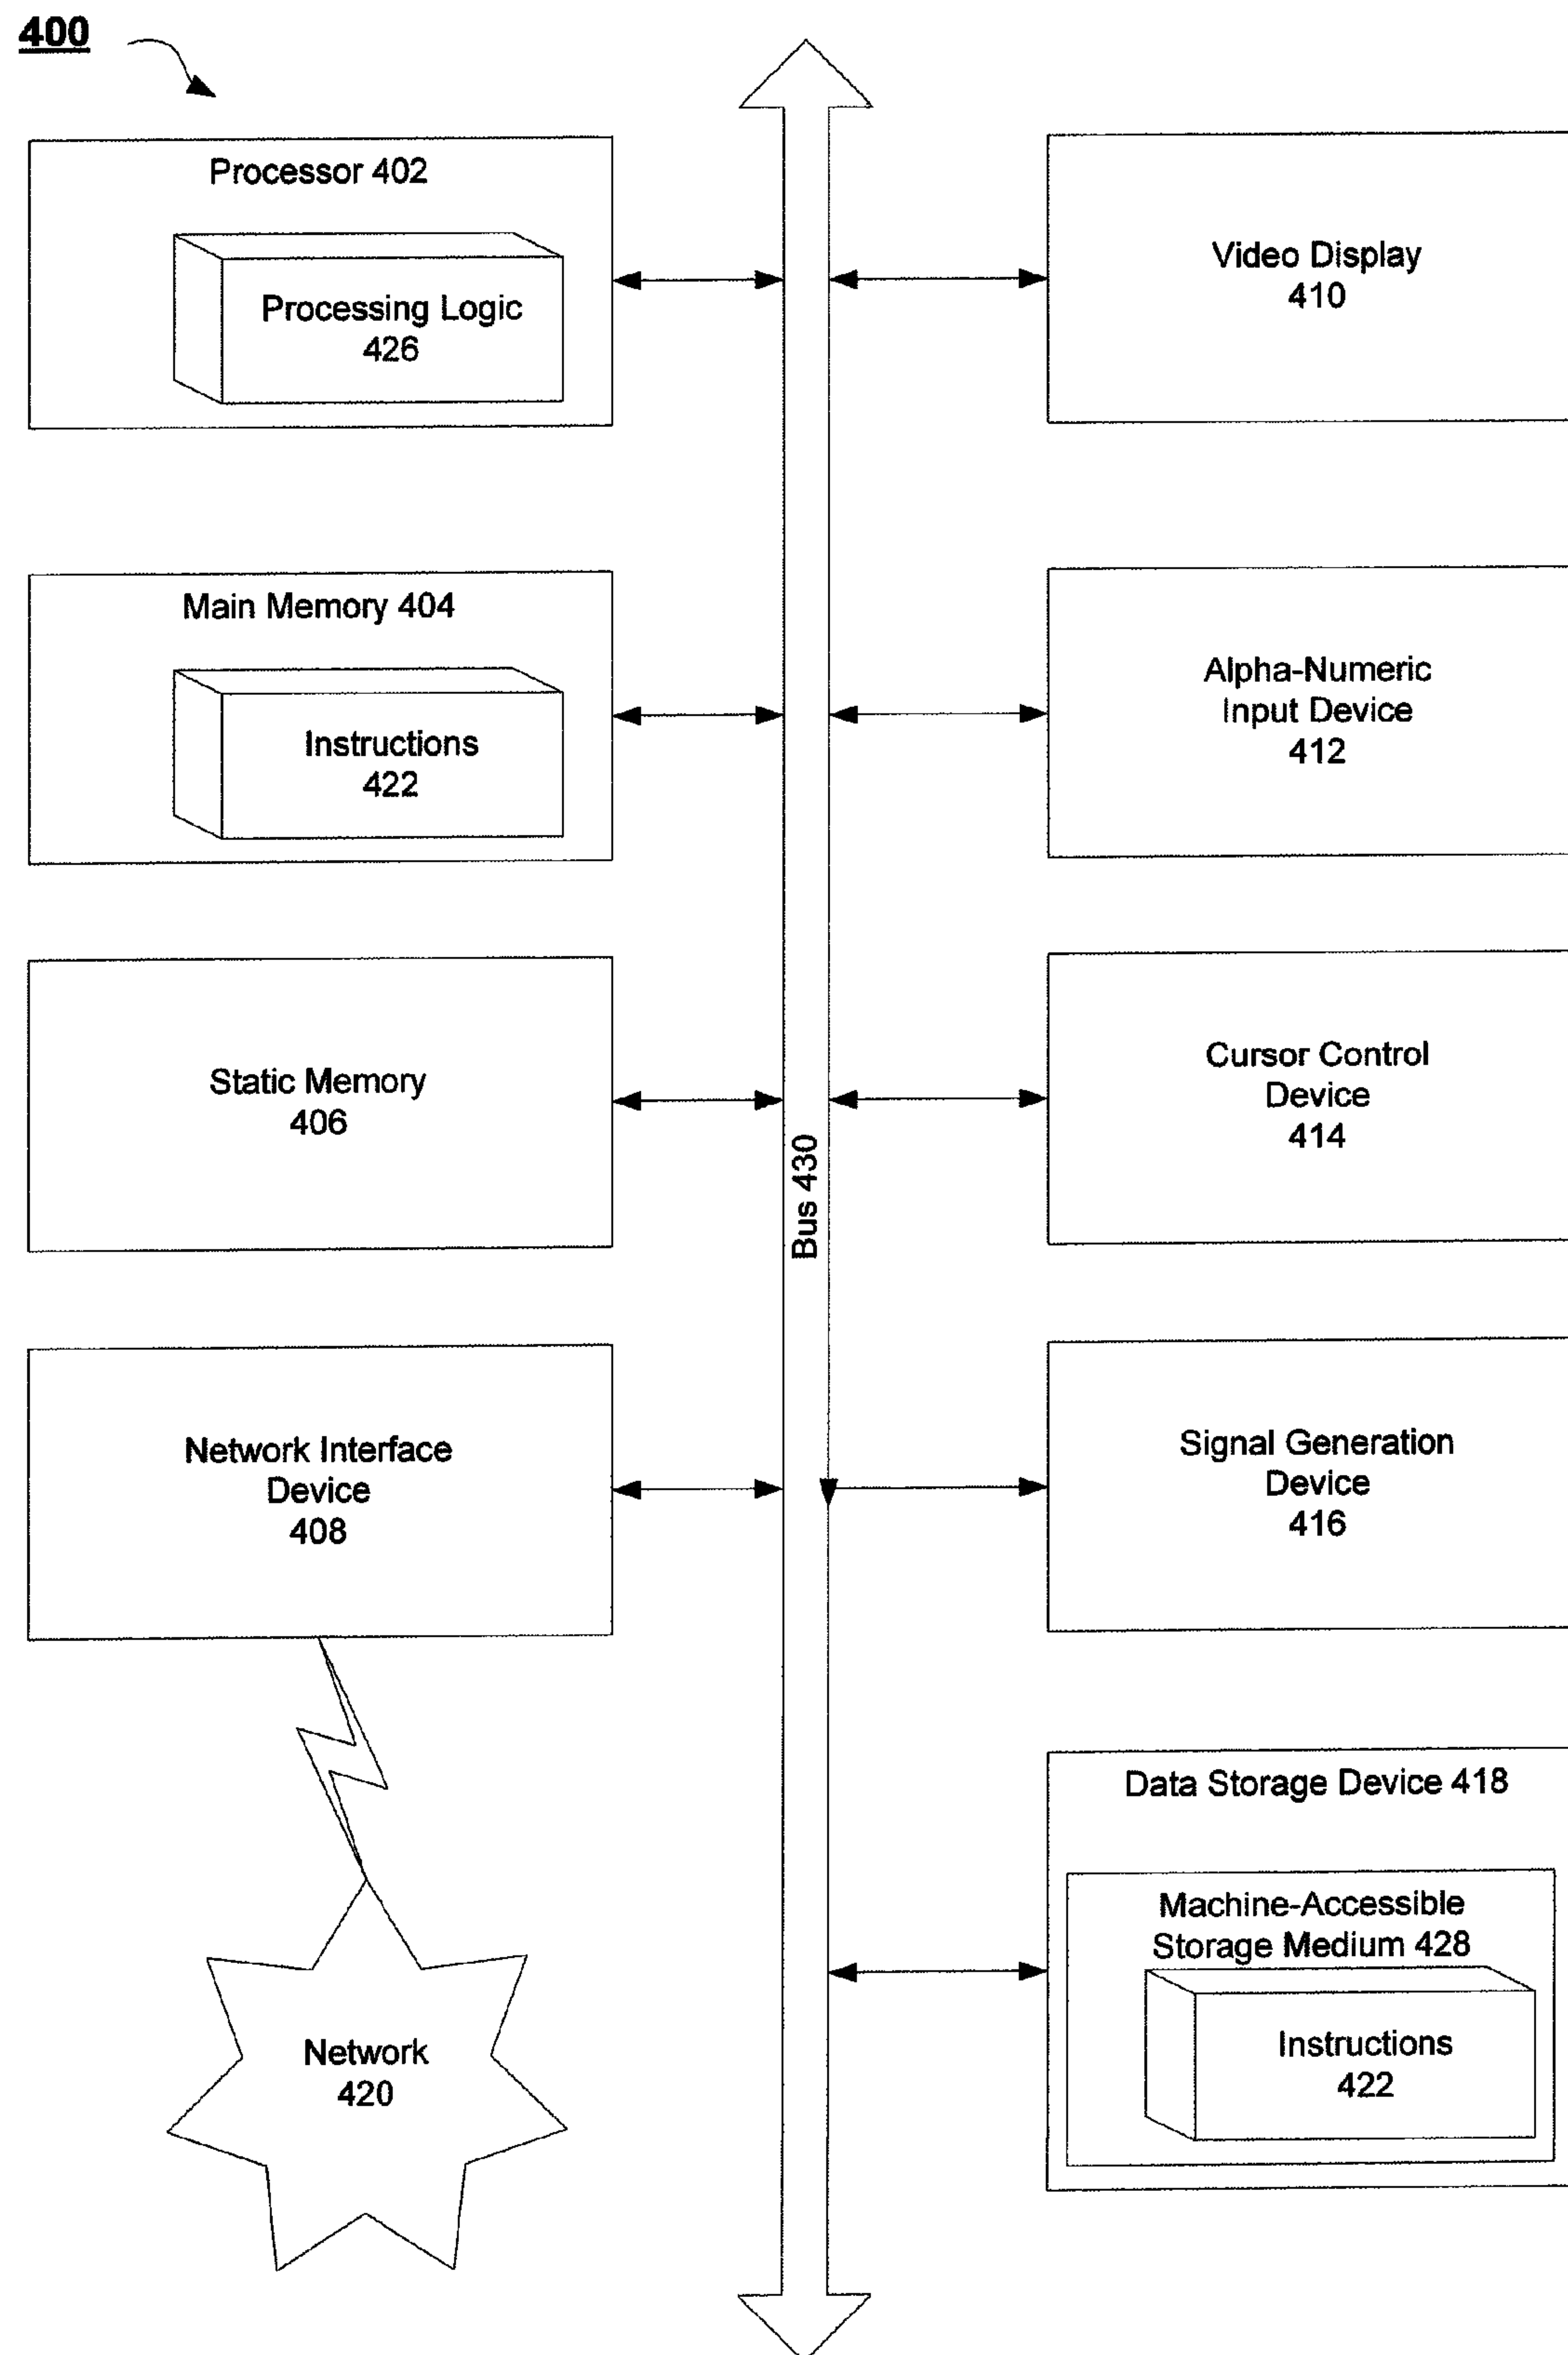 400
Processor 402
Processing Logic
426
Main Memory 404
Instructions
422
Static Memory
406
Network Interface
Device
408
Network
420
Bus 430
Video Display
410
Alpha-Numeric
Input Device
412
Cursor Control
Device
414
Signal Generation
Device
416
Data Storage Device 418
Machine-Accessible
Storage Medium 428
Instructions
422